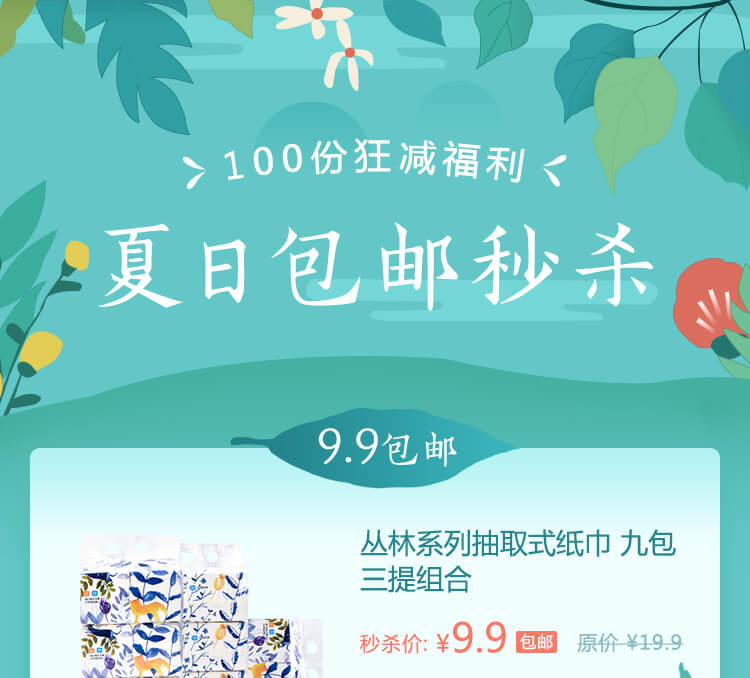 100份狂减福利
夏日包邮秒杀
9.9包邮
丛林系列抽取式纸巾 九包
三提组合
秒杀价: ¥9.9 包邮 原价 ¥19.9